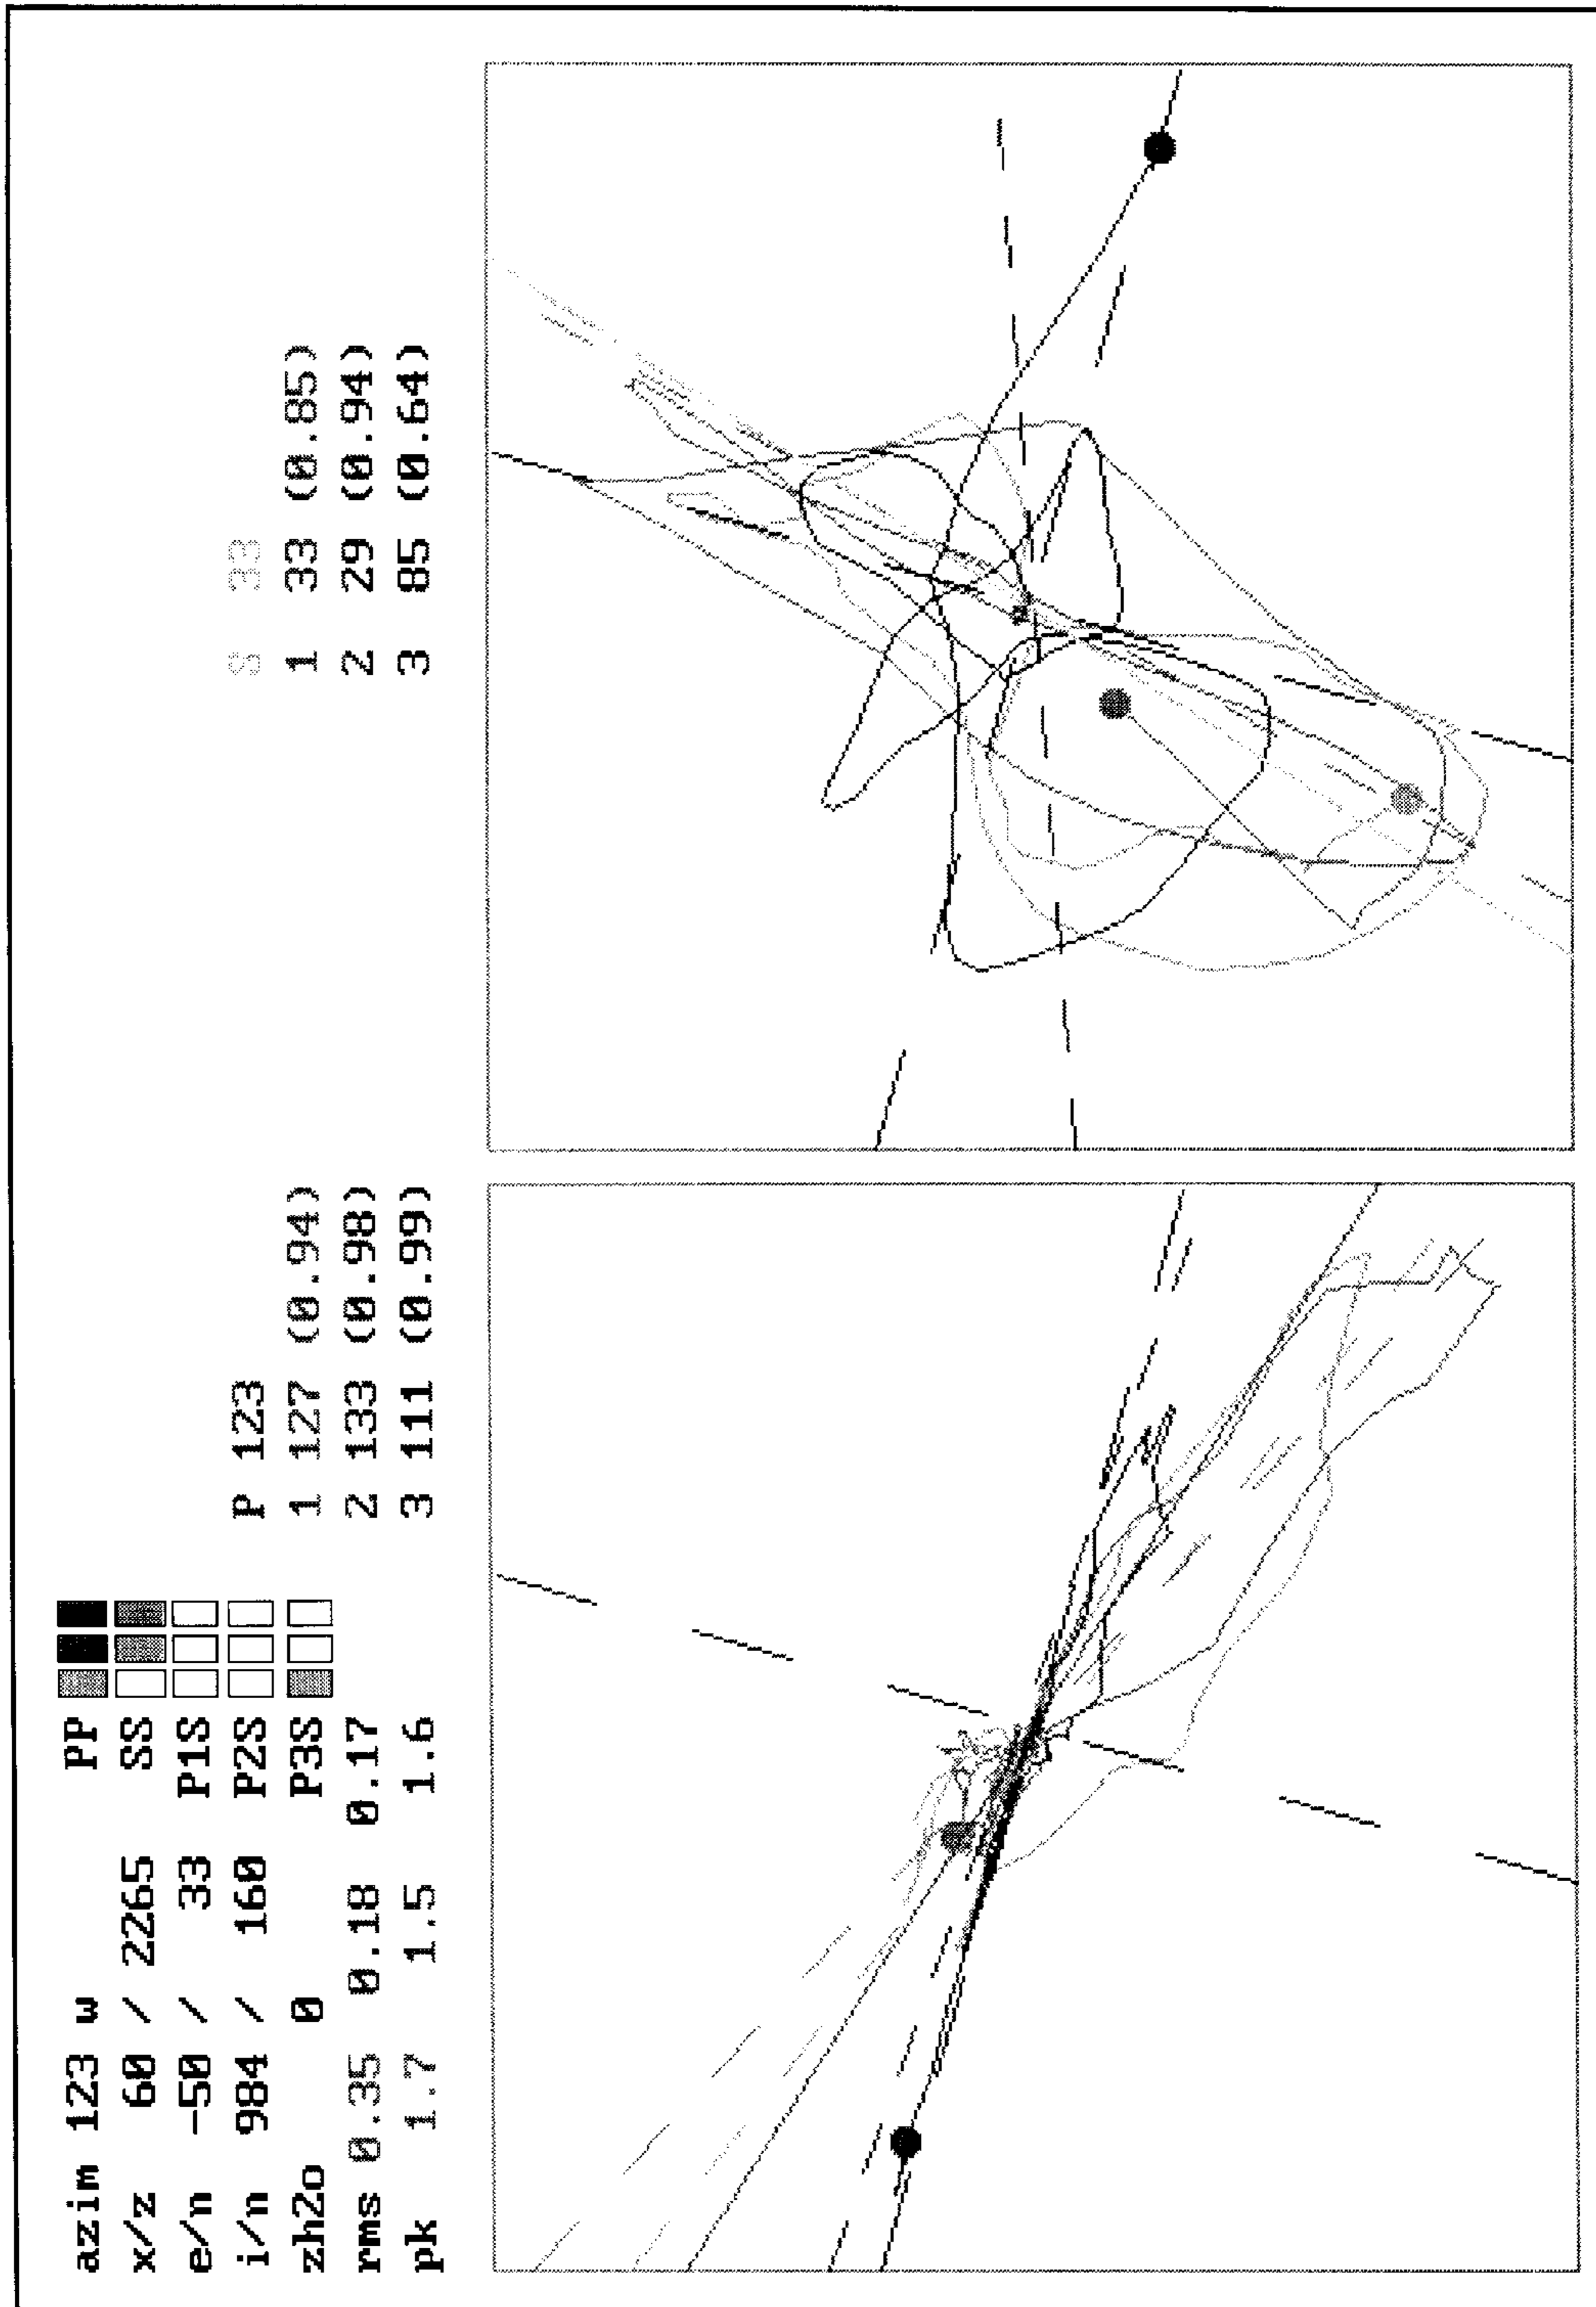 azim 123 w PP
x/z 60 / 2265 SS
e/n -50 / 33 P1S
i/n 984 / 160 P2S
zh2o 0 P3S
rms 0.35 0.18 0.17
pk 1.7 1.5 1.6
P 123
1 127 (0.94)
2 133 (0.98)
3 111 (0.99)
S 33
1 33 (0.85)
2 29 (0.94)
3 85 (0.64)